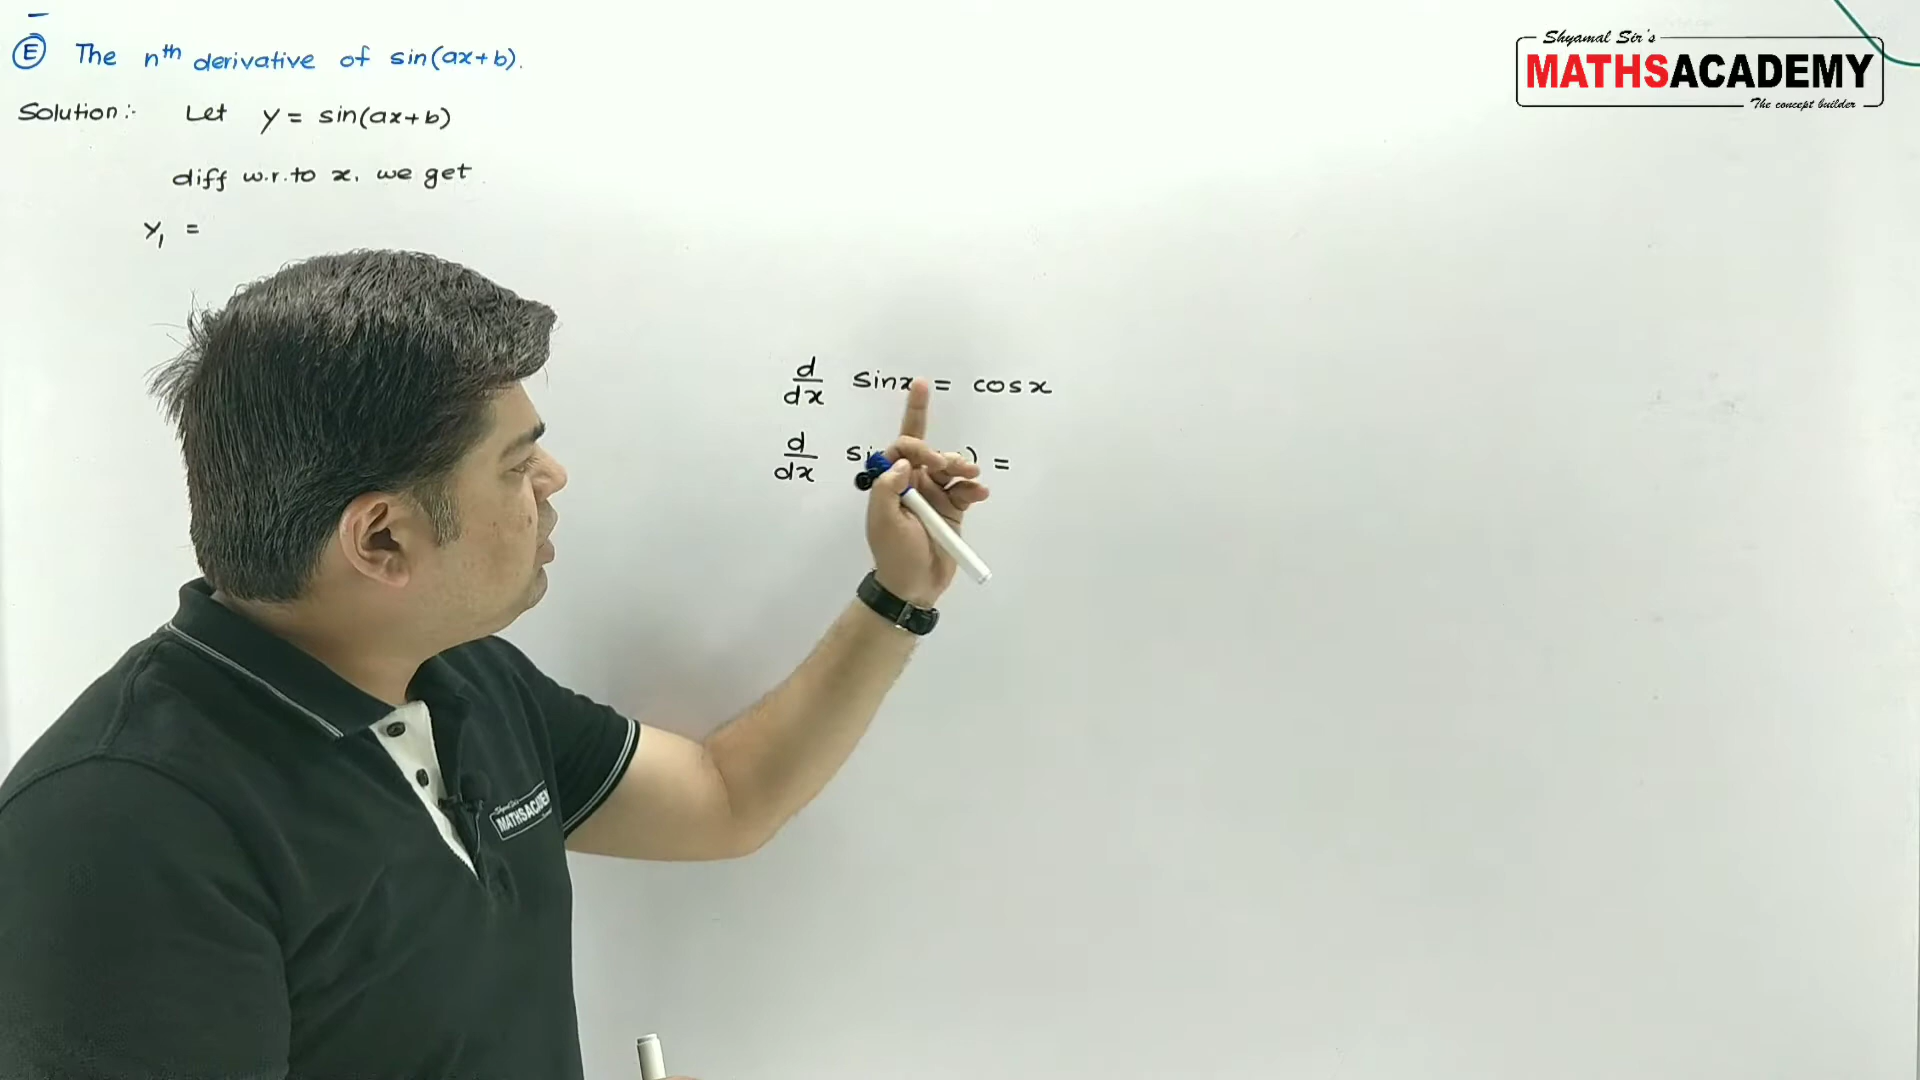 Ⓔ The nth derivative of sin(ax+b).
Solution:- Let y = sin(ax+b)
diff w.r.to x, we get
y₁ =
d/dx sinx = cosx
d/dx ) =
Shyamal Sir's
MATHSACADEMY
The concept builder
MATHSACADEMY